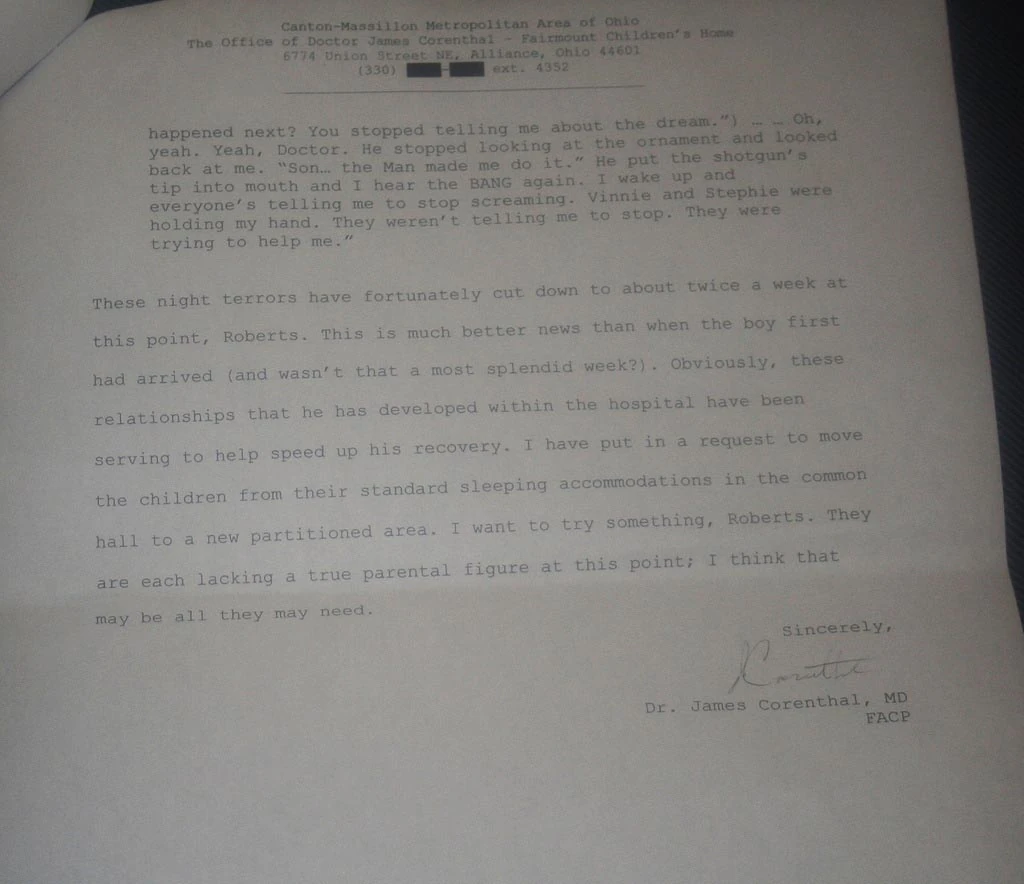 Canton-Massillon Metropolitan Area of Ohio
The Office of Doctor James Corenthal - Fairmount Children's Home
6774 Union Street NE, Alliance, Ohio 44601
(330) - ext. 4352
happened next? You stopped telling me about the dream.”) … … Oh,
yeah. Yeah, Doctor. He stopped looking at the ornament and looked
back at me. “Son… the Man made me do it.” He put the shotgun’s
tip into mouth and I hear the BANG again. I wake up and
everyone’s telling me to stop screaming. Vinnie and Stephie were
holding my hand. They weren’t telling me to stop. They were
trying to help me.”
These night terrors have fortunately cut down to about twice a week at
this point, Roberts. This is much better news than when the boy first
had arrived (and wasn’t that a most splendid week?). Obviously, these
relationships that he has developed within the hospital have been
serving to help speed up his recovery. I have put in a request to move
the children from their standard sleeping accommodations in the common
hall to a new partitioned area. I want to try something, Roberts. They
are each lacking a true parental figure at this point; I think that
may be all they may need.
Sincerely,
Dr. James Corenthal, MD
FACP